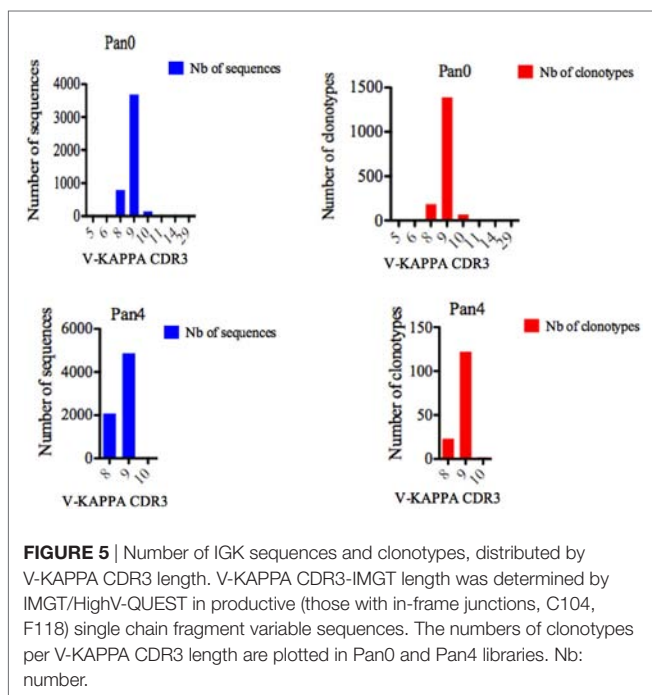 Pan0
Nb of sequences
Number of sequences
4000
3000
2000
1000
0
5 6 8 9 10 11 14 29
V-KAPPA CDR3
Pan0
Nb of clonotypes
Number of clonotypes
1500
1000
500
0
5 6 8 9 10 11 14 29
V-KAPPA CDR3
Pan4
Nb of sequences
Number of sequences
6000
4000
2000
0
8 9 10
V-KAPPA CDR3
Pan4
Nb of clonotypes
Number of clonotypes
150
100
50
0
8 9 10
V-KAPPA CDR3
FIGURE 5 | Number of IGK sequences and clonotypes, distributed by
V-KAPPA CDR3 length. V-KAPPA CDR3-IMGT length was determined by
IMGT/HighV-QUEST in productive (those with in-frame junctions, C104,
F118) single chain fragment variable sequences. The numbers of clonotypes
per V-KAPPA CDR3 length are plotted in Pan0 and Pan4 libraries. Nb:
number.